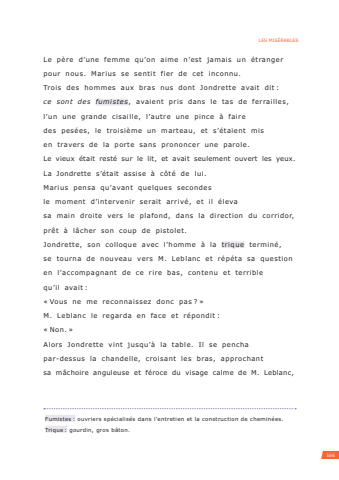 LES MISÉRABLES
Le père d'une femme qu'on aime n'est jamais un étranger
pour nous. Marius se sentit fier de cet inconnu.
Trois des hommes aux bras nus dont Jondrette avait dit :
ce sont des fumistes, avaient pris dans le tas de ferrailles,
l'un une grande cisaille, l'autre une pince à faire
des pesées, le troisième un marteau, et s'étaient mis
en travers de la porte sans prononcer une parole.
Le vieux était resté sur le lit, et avait seulement ouvert les yeux.
La Jondrette s'était assise à côté de lui.
Marius pensa qu'avant quelques secondes
le moment d'intervenir serait arrivé, et il éleva
sa main droite vers le plafond, dans la direction du corridor,
prêt à lâcher son coup de pistolet.
Jondrette, son colloque avec l'homme à la trique terminé,
se tourna de nouveau vers M. Leblanc et répéta sa question
en l'accompagnant de ce rire bas, contenu et terrible
qu'il avait :
« Vous ne me reconnaissez donc pas ? »
M. Leblanc le regarda en face et répondit :
« Non. »
Alors Jondrette vint jusqu'à la table. Il se pencha
par-dessus la chandelle, croisant les bras, approchant
sa mâchoire anguleuse et féroce du visage calme de M. Leblanc,
Fumistes : ouvriers spécialisés dans l'entretien et la construction de cheminées.
Trique : gourdin, gros bâton.